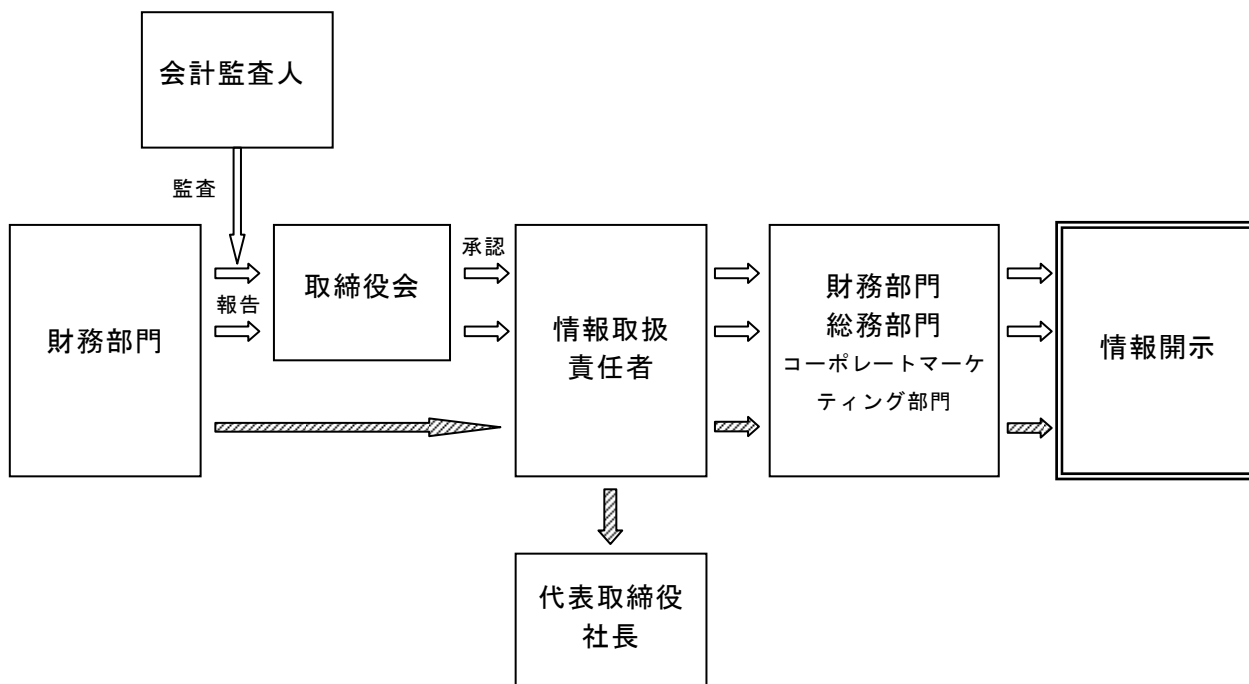 会計監査人
監査
財務部門
報告
取締役会
承認
情報取扱
責任者
財務部門
総務部門
コーポレートマーケ
ティング部門
情報開示
代表取締役
社長